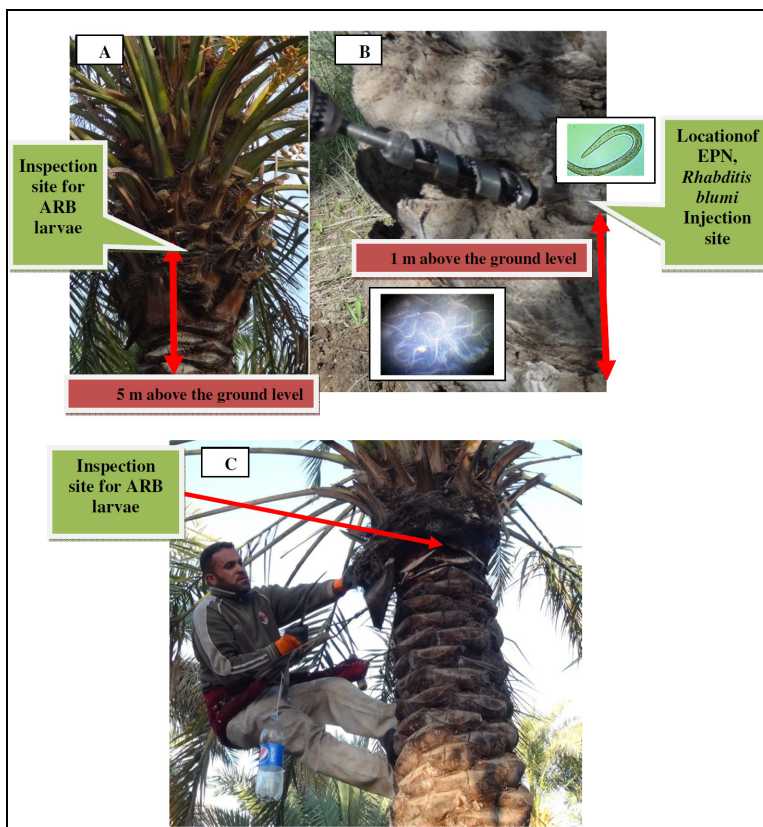 A
B
Inspection
site for
ARB
larvae
Locationof
EPN,
Rhabditis
blumi
Injection
site
1 m above the ground level
5 m above the ground level
Inspection
site for ARB
larvae
C